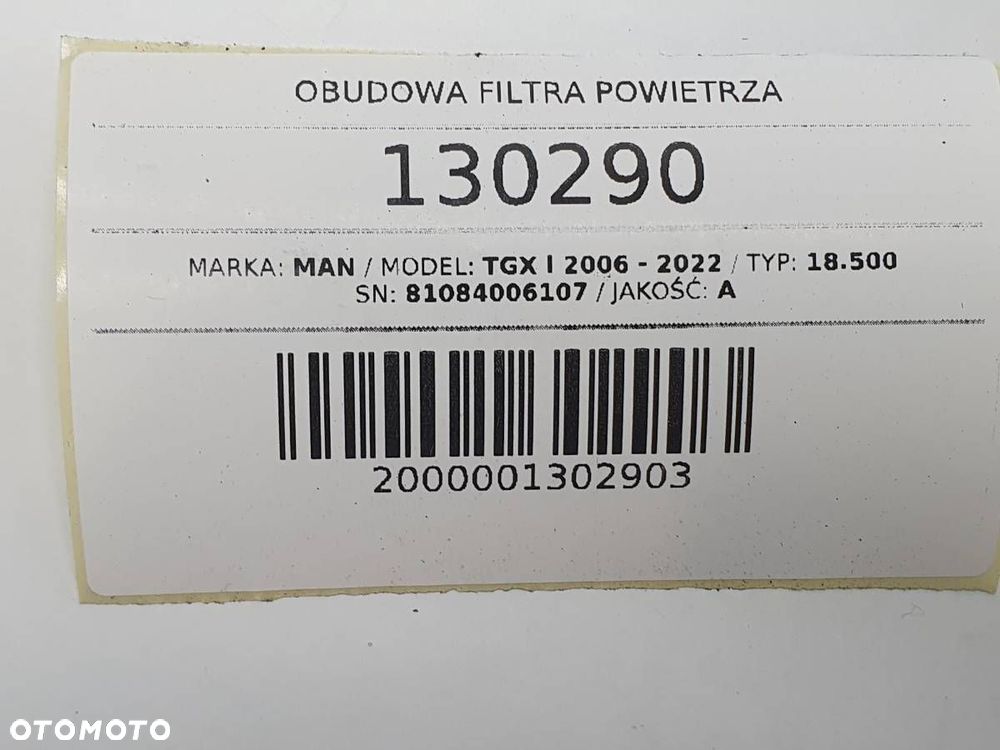 OBUDOWA FILTRA POWIETRZA
130290
MARKA: MAN / MODEL: TGX I 2006 - 2022 / TYP: 18.500
SN: 81084006107 / JAKOŚĆ: A
2000001302903
OTOMOTO